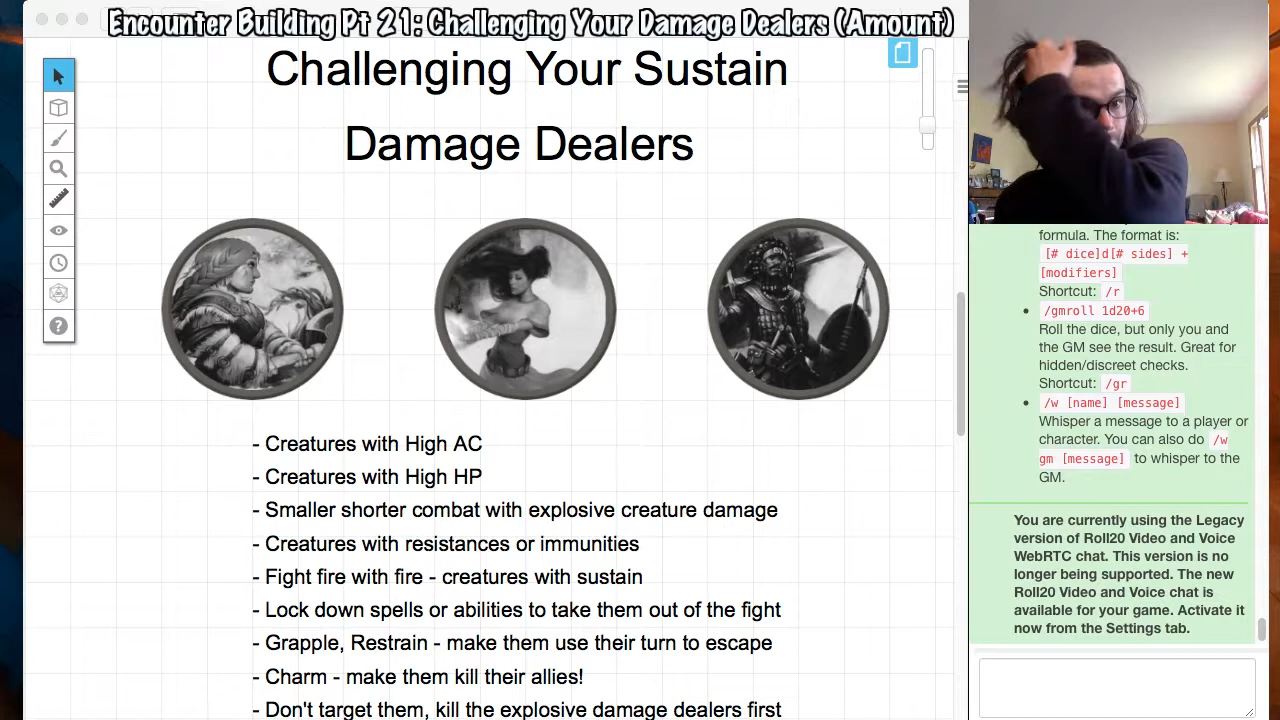 Encounter Building Pt 21: Challenging Your Damage Dealers (Amount)
Challenging Your Sustain
Damage Dealers
- Creatures with High AC
- Creatures with High HP
- Smaller shorter combat with explosive creature damage
- Creatures with resistances or immunities
- Fight fire with fire - creatures with sustain
- Lock down spells or abilities to take them out of the fight
- Grapple, Restrain - make them use their turn to escape
- Charm - make them kill their allies!
- Don't target them, kill the explosive damage dealers first
formula. The format is:
[# dice]d[# sides] +
[modifiers]
Shortcut: /r
• /gmroll 1d20+6
Roll the dice, but only you and
the GM see the result. Great for
hidden/discreet checks.
Shortcut: /gr
• /w [name] [message]
Whisper a message to a player or
character. You can also do /w
gm [message] to whisper to the
GM.
You are currently using the Legacy
version of Roll20 Video and Voice
WebRTC chat. This version is no
longer being supported. The new
Roll20 Video and Voice chat is
available for your game. Activate it
now from the Settings tab.